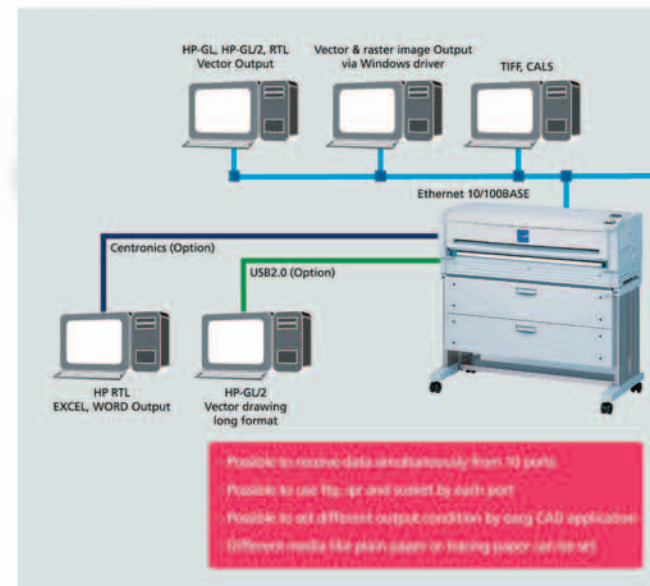 HP-GL, HP-GL/2, RTL
Vector Output
Vector & raster image Output
via Windows driver
TIFF, CALS
Ethernet 10/100BASE
Centronics (Option)
USB2.0 (Option)
HP RTL
EXCEL, WORD Output
HP-GL/2
Vector drawing
long format
Possible to receive data simultaneously from 10 ports
Possible to use ftp, lpr and socket by each port
Possible to set different output condition by CAD application
Different media like plain paper or tracing paper can be set